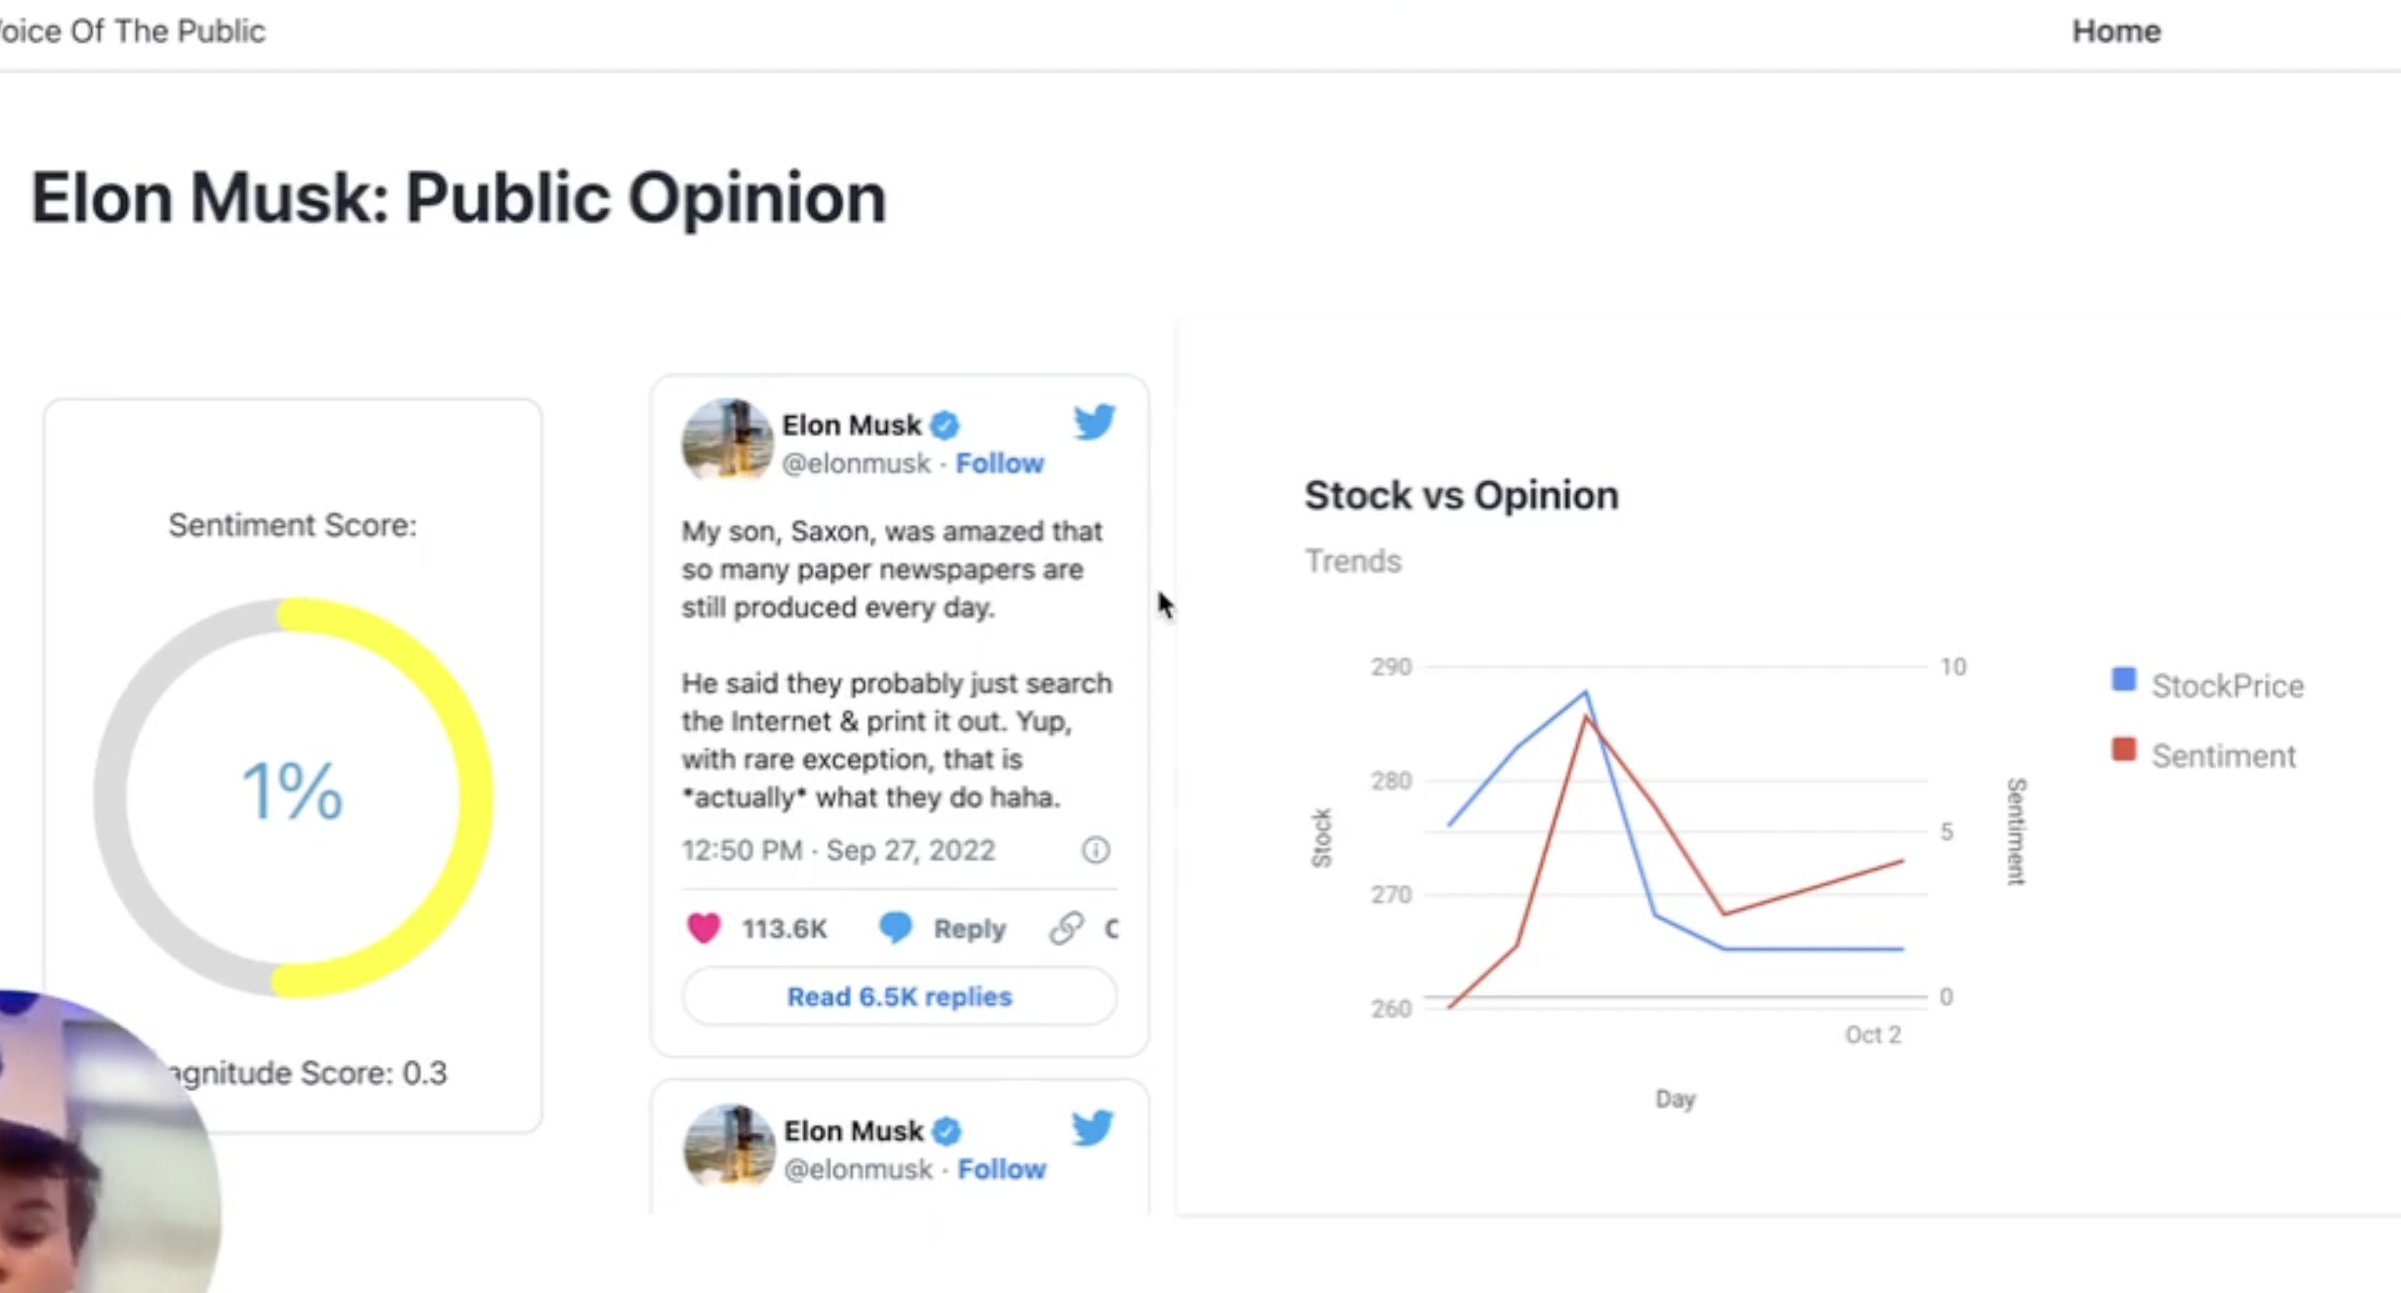 oice Of The Public
Home
Elon Musk: Public Opinion
Sentiment Score:
1%
agnitude Score: 0.3
Elon Musk
@elonmusk · Follow
My son, Saxon, was amazed that
so many paper newspapers are
still produced every day.
He said they probably just search
the Internet & print it out. Yup,
with rare exception, that is
*actually* what they do haha.
12:50 PM · Sep 27, 2022
113.6K Reply C
Read 6.5K replies
Elon Musk
@elonmusk · Follow
Stock vs Opinion
Trends
290
280
270
260
Stock
10
5
0
Sentiment
Oct 2
Day
StockPrice
Sentiment